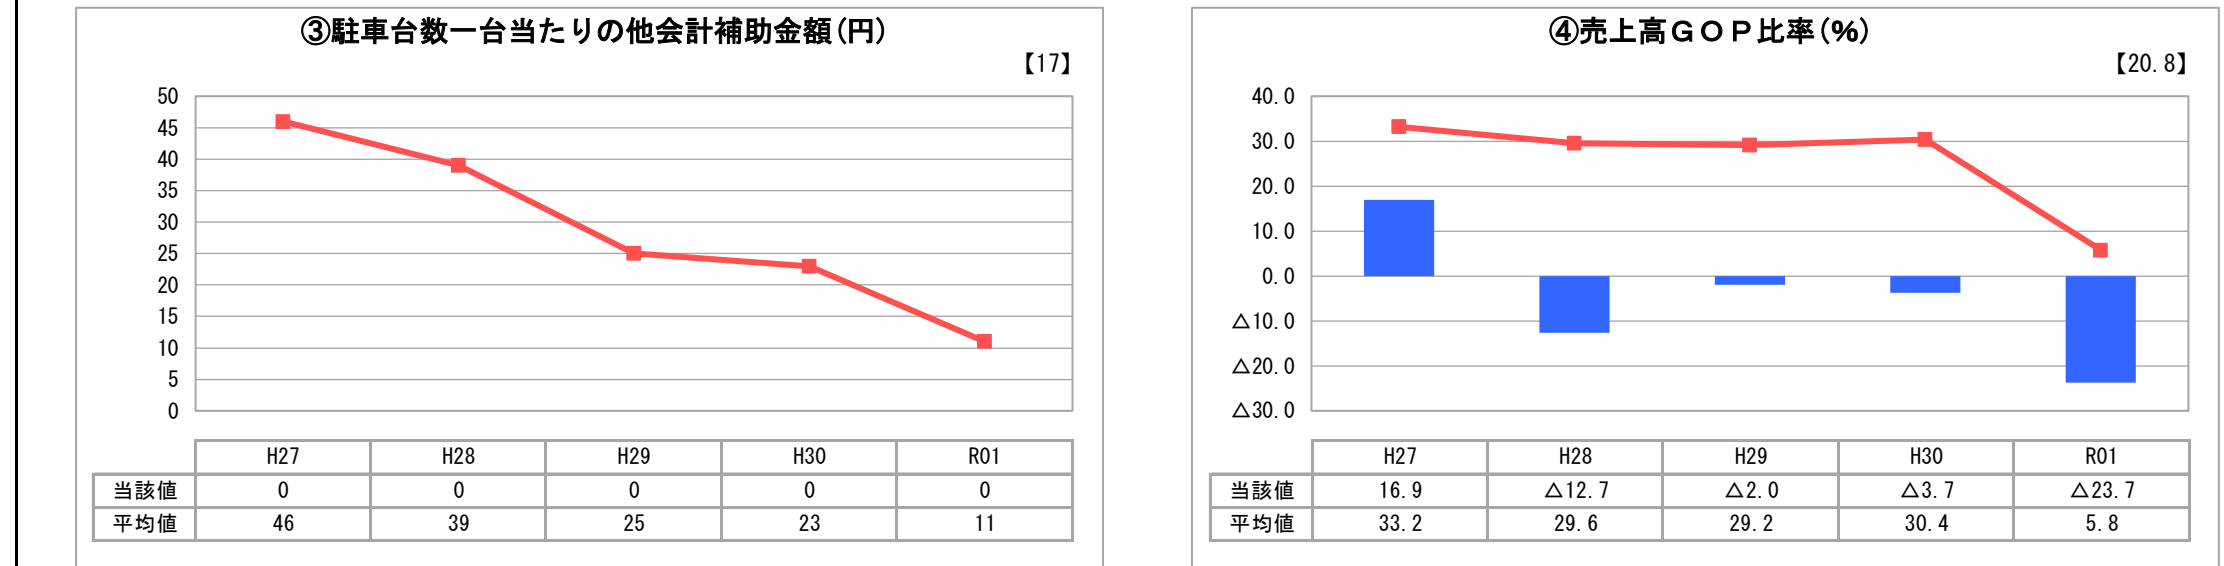 ③駐車台数一台当たりの他会計補助金額(円)
【17】
50
45
40
35
30
25
20
15
10
5
0
H27 H28 H29 H30 R01
当該値 0 0 0 0 0
平均値 46 39 25 23 11
④売上高ＧＯＰ比率(%)
【20.8】
40.0
30.0
20.0
10.0
0.0
△10.0
△20.0
△30.0
H27 H28 H29 H30 R01
当該値 16.9 △12.7 △2.0 △3.7 △23.7
平均値 33.2 29.6 29.2 30.4 5.8